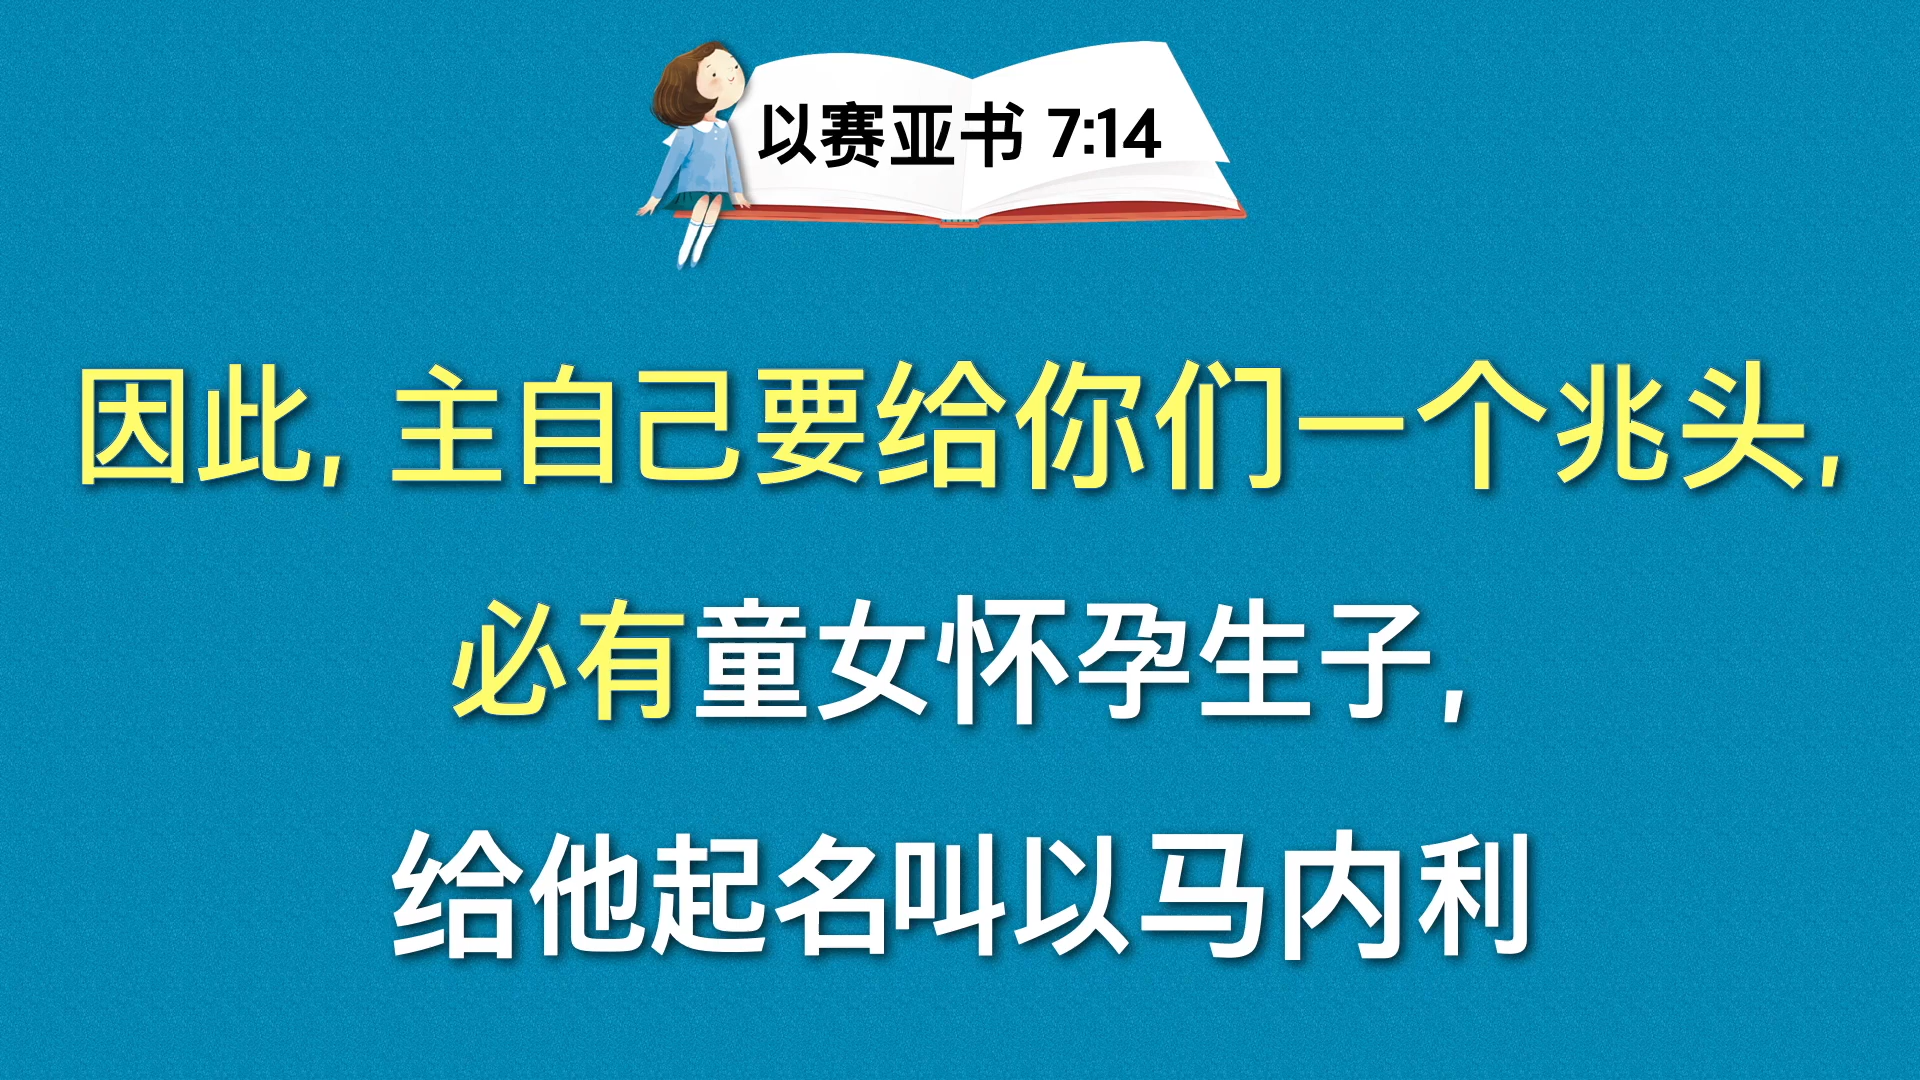 以赛亚书 7:14
因此, 主自己要给你们一个兆头,
必有童女怀孕生子,
给他起名叫以马内利